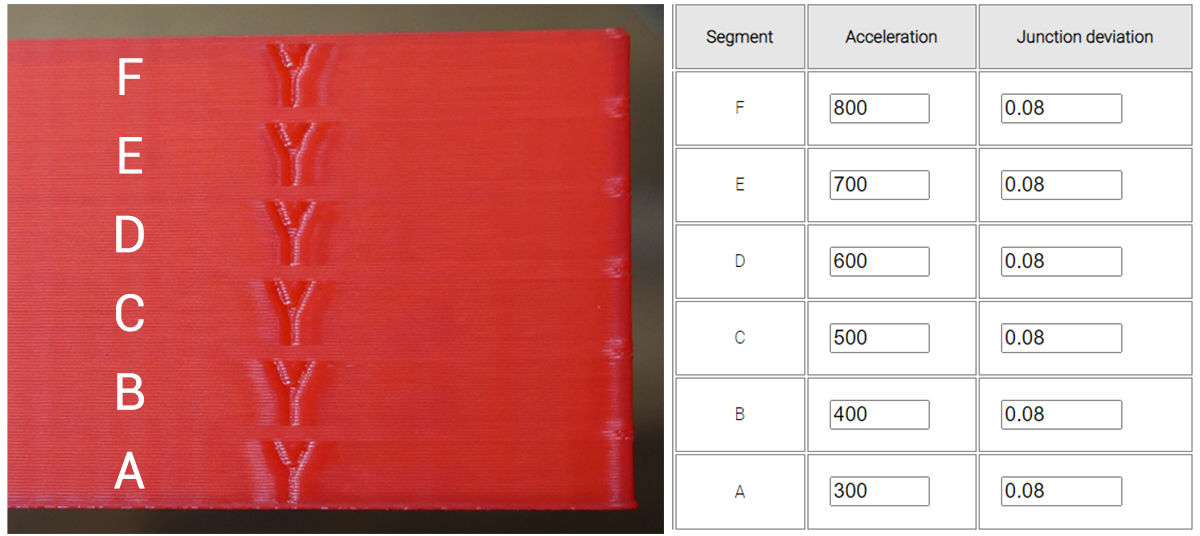 F
Y
E
Y
D
Y
C
Y
B
Y
A
Y
Segment Acceleration Junction deviation
F 800 0.08
E 700 0.08
D 600 0.08
C 500 0.08
B 400 0.08
A 300 0.08